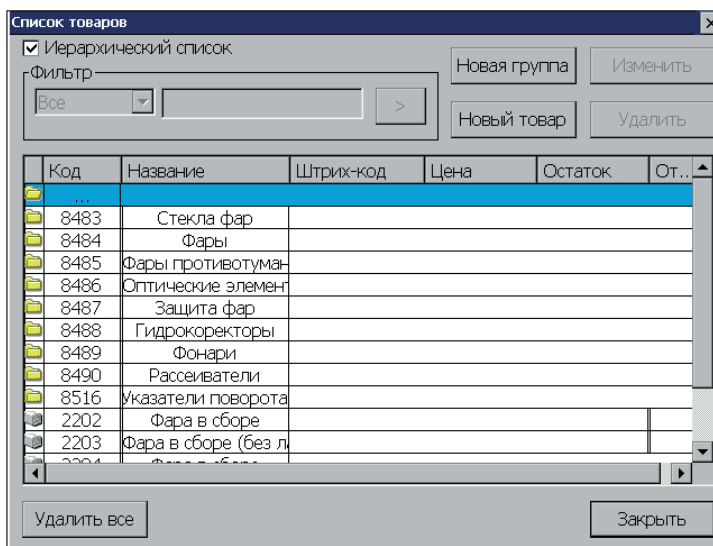 Список товаров
Иерархический список
Фильтр
Все
>
Новая группа
Изменить
Новый товар
Удалить
Код Название Штрих-код Цена Остаток От...
...
8483 Стекла фар
8484 Фары
8485 Фары противотуман
8486 Оптические элемент
8487 Защита фар
8488 Гидрокоректоры
8489 Фонари
8490 Рассеиватели
8516 Указатели поворота
2202 Фара в сборе
2203 Фара в сборе (без л
Удалить все
Закрыть